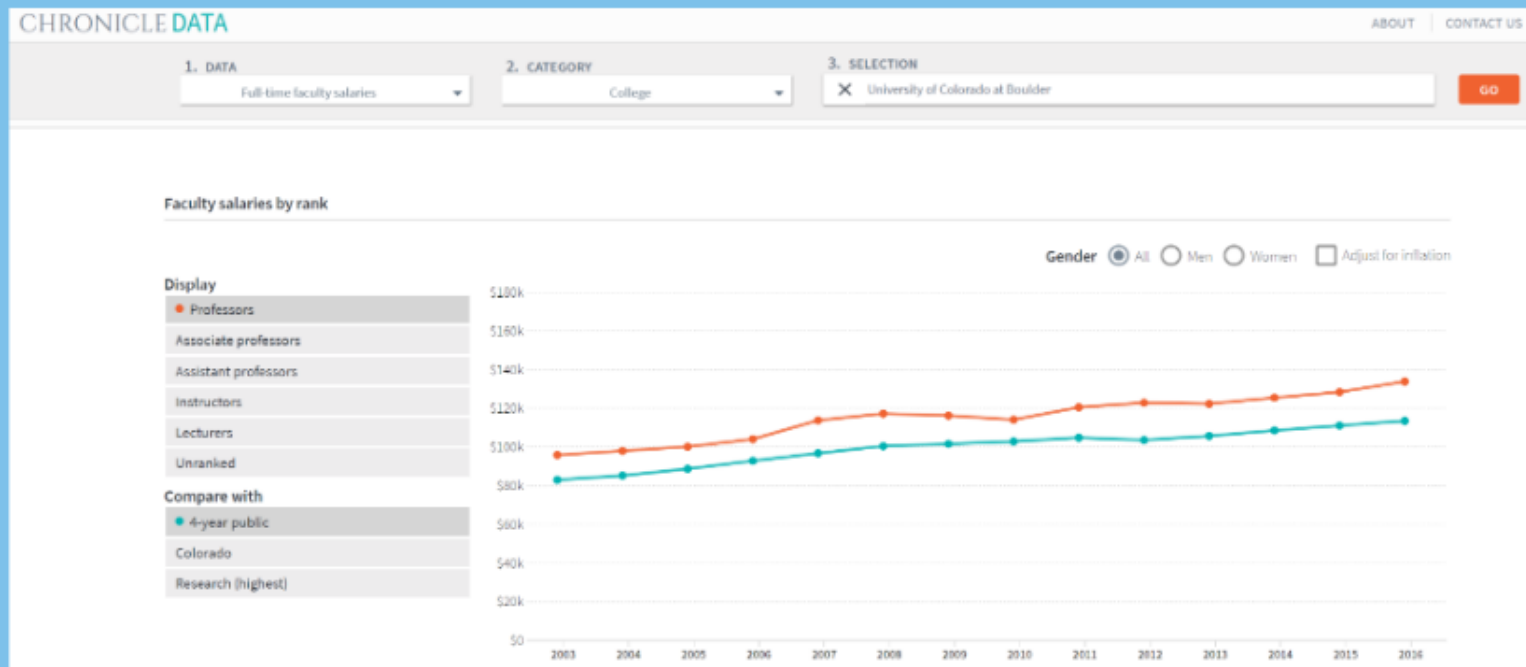 CHRONICLE DATA
ABOUT CONTACT US
1. DATA
Full-time faculty salaries
2. CATEGORY
College
3. SELECTION
X University of Colorado at Boulder
GO
Faculty salaries by rank
Gender All Men Women Adjust for inflation
Display
Professors
Associate professors
Assistant professors
Instructors
Lecturers
Unranked
Compare with
4-year public
Colorado
Research (highest)
$180k
$160k
$140k
$120k
$100k
$80k
$60k
$40k
$20k
$0
2003 2004 2005 2006 2007 2008 2009 2010 2011 2012 2013 2014 2015 2016